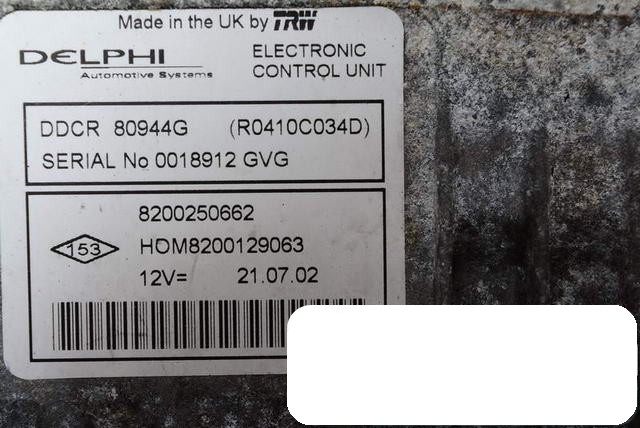 Made in the UK by TRW
DELPHI
Automotive Systems
ELECTRONIC
CONTROL UNIT
DDCR 80944G (R0410C034D)
SERIAL No 0018912 GVG
8200250662
153 HOM8200129063
12V= 21.07.02